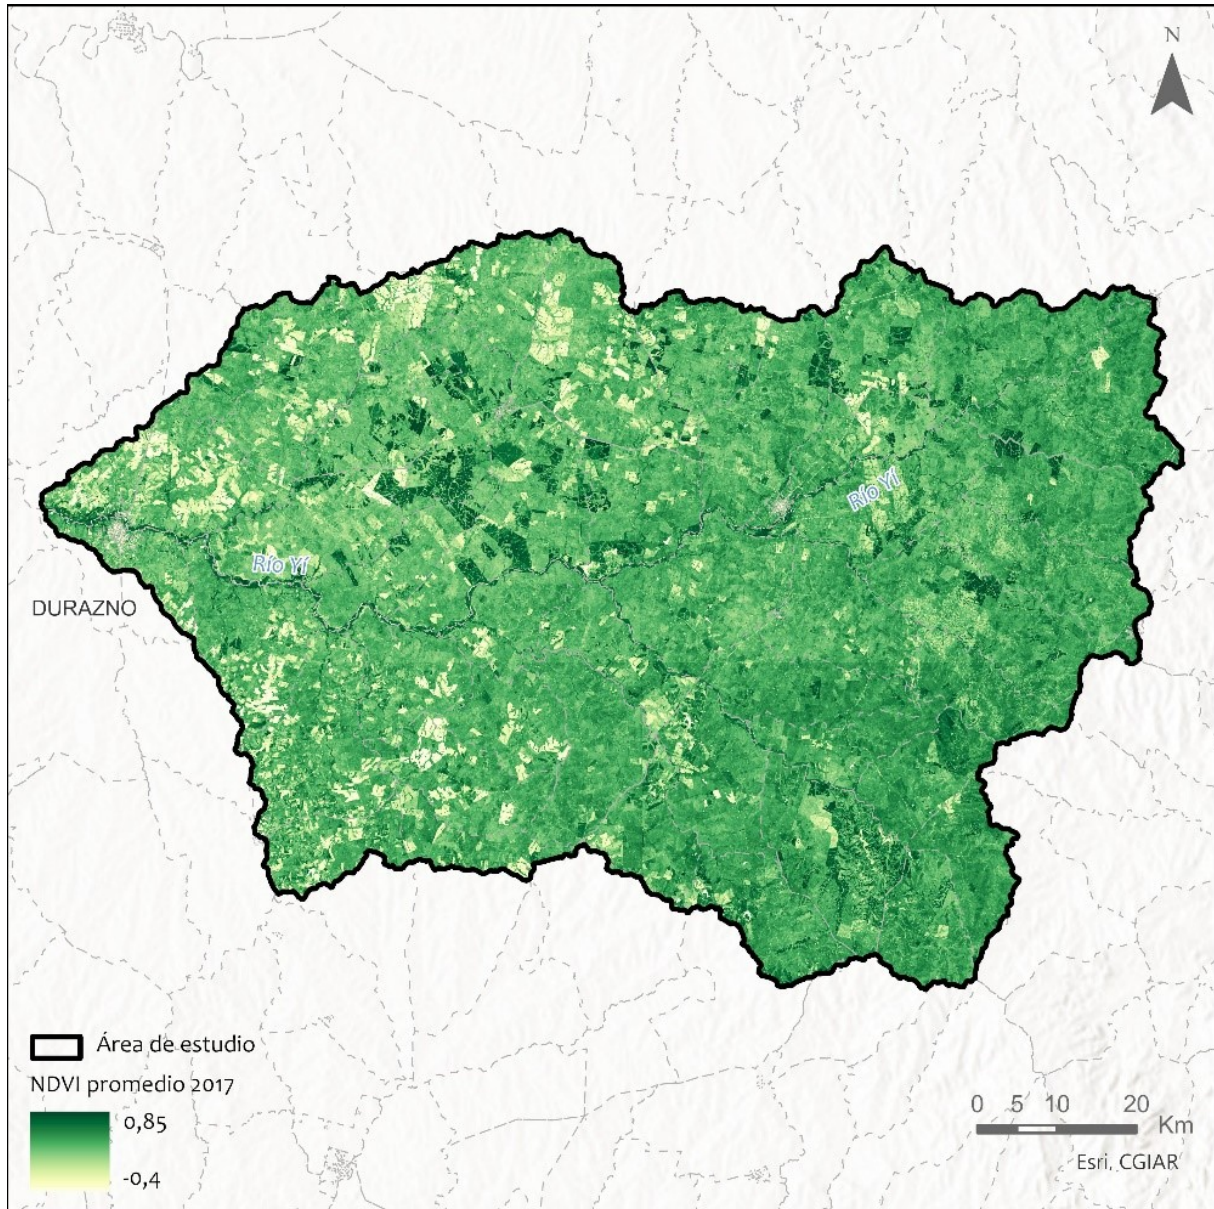 N
Río Yí
Río Yí
DURAZNO
Área de estudio
NDVI promedio 2017
0,85
-0,4
0 5 10 20
Km
Esri, CGIAR